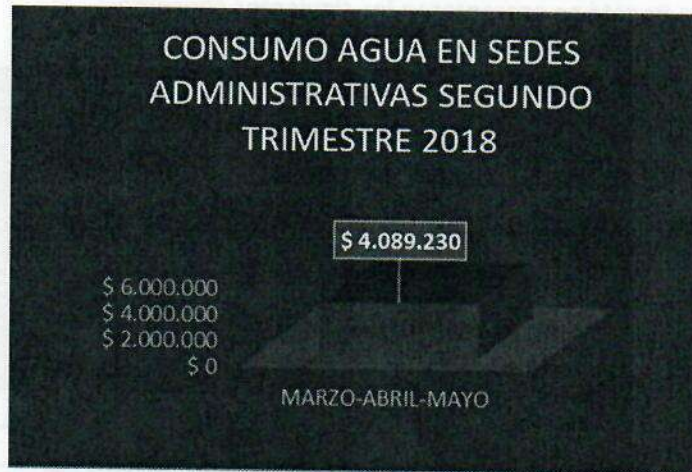 CONSUMO AGUA EN SEDES
ADMINISTRATIVAS SEGUNDO
TRIMESTRE 2018
$ 4.089.230
$ 6.000.000
$ 4.000.000
$ 2.000.000
$ 0
MARZO-ABRIL-MAYO